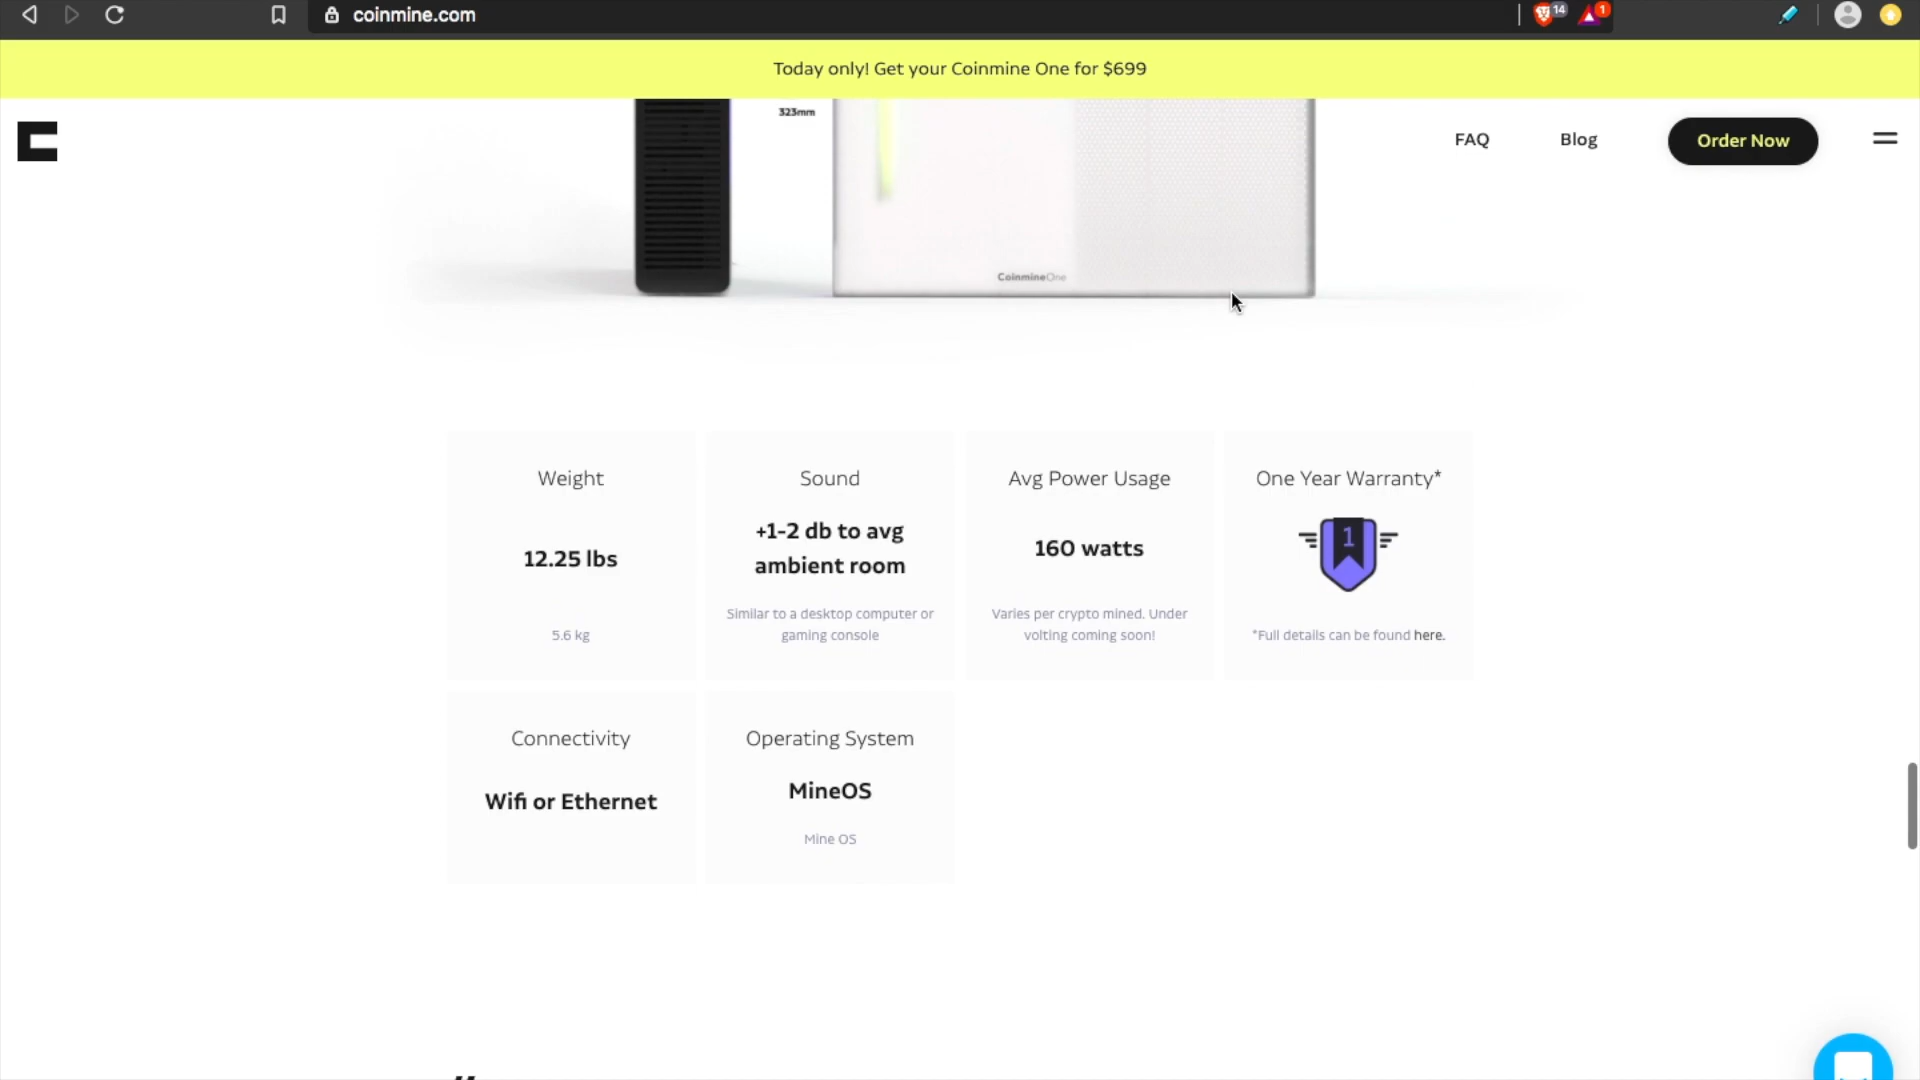 coinmine.com
14
1
Today only! Get your Coinmine One for $699
323mm
FAQ
Blog
Order Now
CoinmineOne
Weight
12.25 lbs
5.6 kg
Sound
+1-2 db to avg
ambient room
Similar to a desktop computer or
gaming console
Avg Power Usage
160 watts
Varies per crypto mined. Under
volting coming soon!
One Year Warranty*
1
*Full details can be found here.
Connectivity
Wifi or Ethernet
Operating System
MineOS
Mine OS